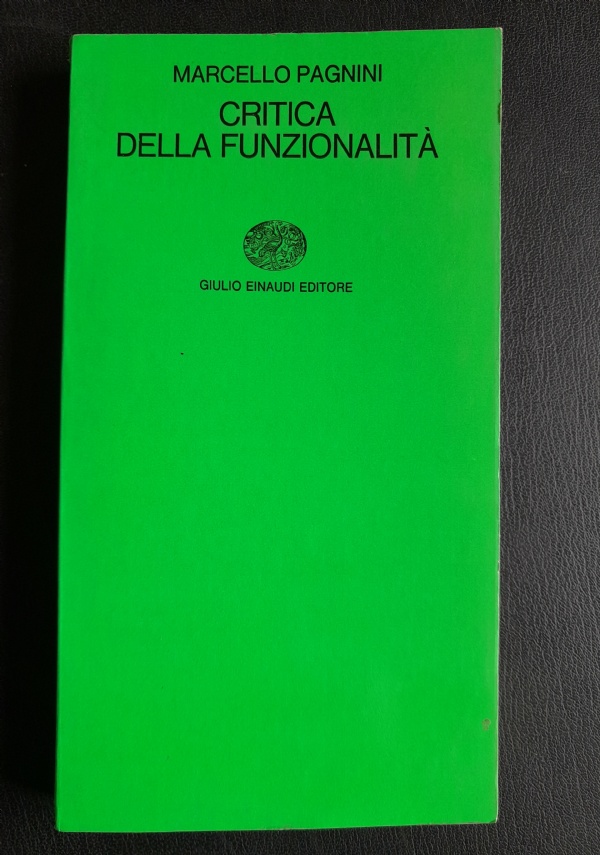 MARCELLO PAGNINI
CRITICA
DELLA FUNZIONALITÀ
GIULIO EINAUDI EDITORE